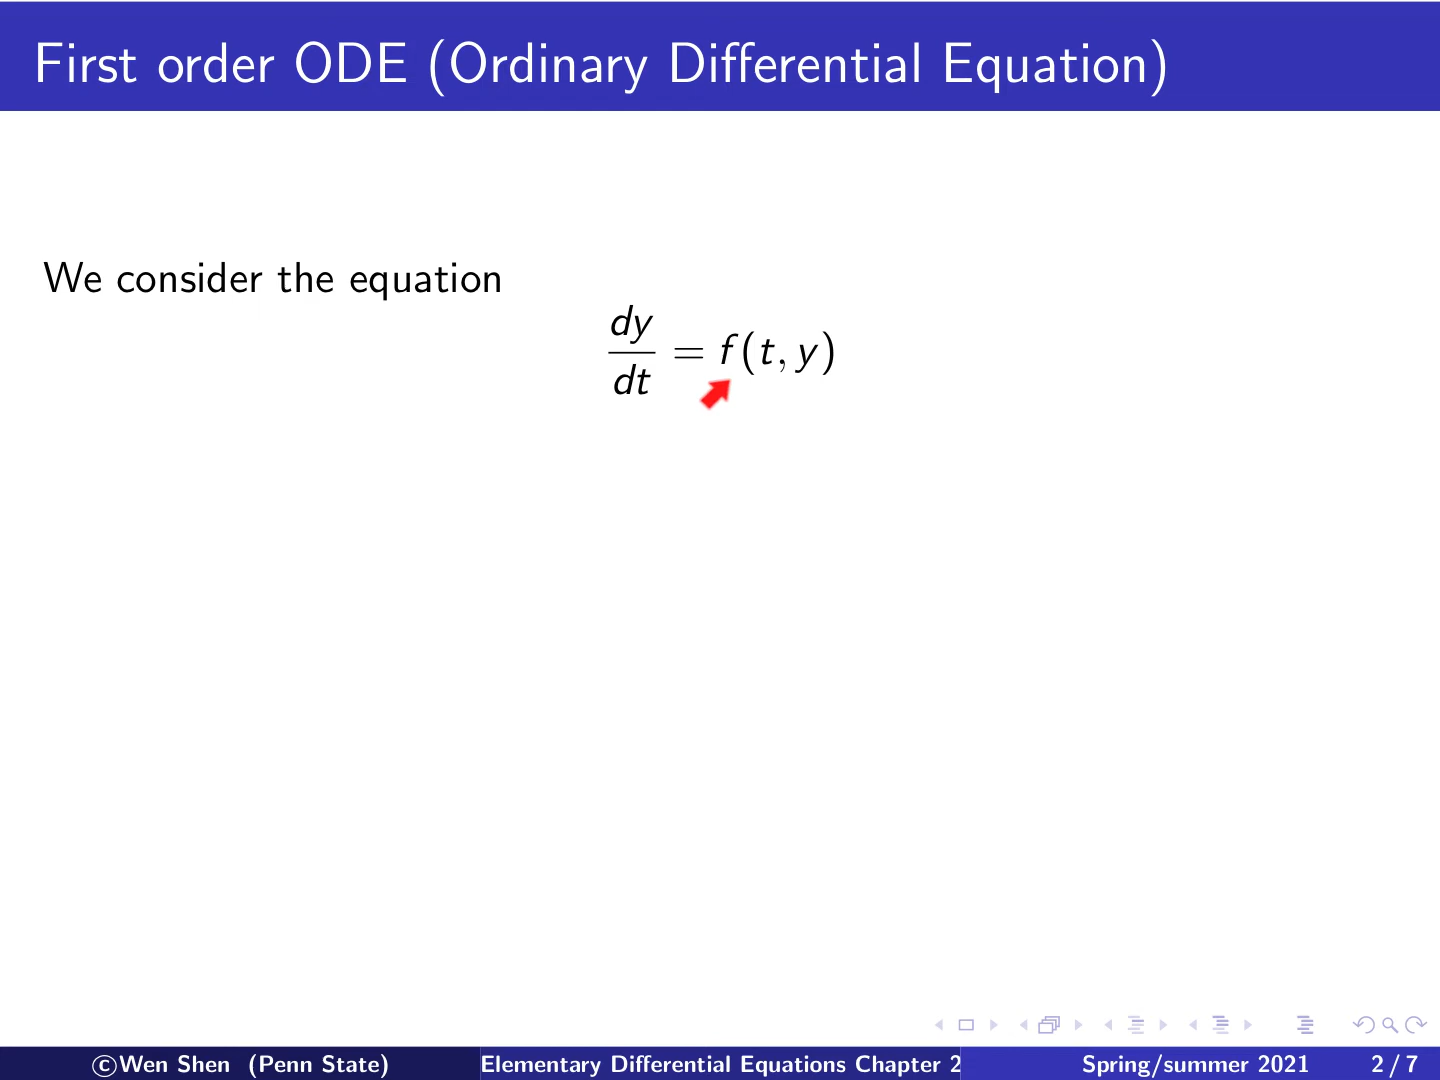 First order ODE (Ordinary Differential Equation)
We consider the equation
dy/dt = f(t, y)
©Wen Shen (Penn State) Elementary Differential Equations Chapter 2 Spring/summer 2021 2 / 7